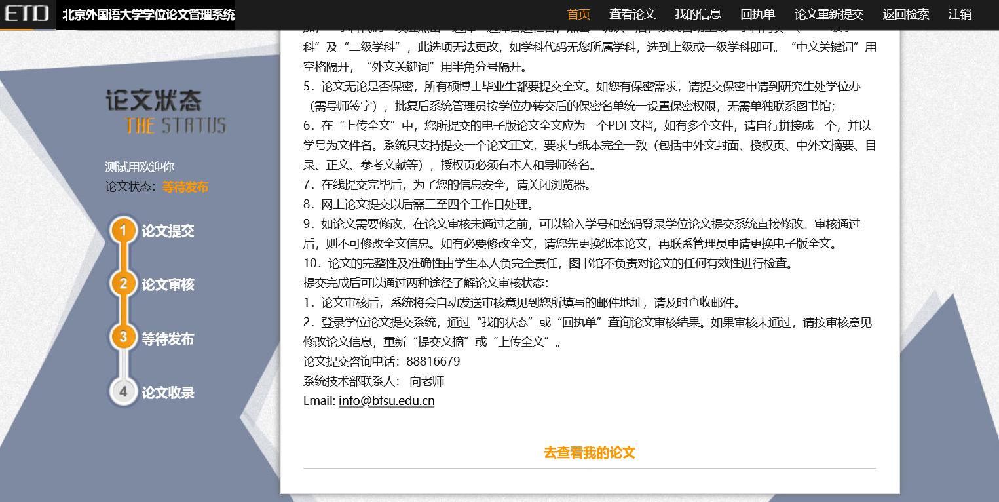 ETD 北京外国语大学学位论文管理系统
首页 查看论文 我的信息 回执单 论文重新提交 返回检索 注销
论文状态
THE STATUS
测试用欢迎你
论文状态：等待发布
1 论文提交
2 论文审核
3 等待发布
4 论文收录
科”及“二级学科”，此选项无法更改，如学科代码无您所属学科，选到上级或一级学科即可。“中文关键词”用
空格隔开，“外文关键词”用半角分号隔开。
5．论文无论是否保密，所有硕博士毕业生都要提交全文。如您有保密需求，请提交保密申请到研究生处学位办
（需导师签字），批复后系统管理员按学位办转交后的保密名单统一设置保密权限，无需单独联系图书馆；
6．在“上传全文”中，您所提交的电子版论文全文应为一个PDF文档，如有多个文件，请自行拼接成一个，并以
学号为文件名。系统只支持提交一个论文正文，要求与纸本完全一致（包括中外文封面、授权页、中外文摘要、目
录、正文、参考文献等），授权页必须有本人和导师签名。
7．在线提交完毕后，为了您的信息安全，请关闭浏览器。
8．网上论文提交以后需三至四个工作日处理。
9．如论文需要修改，在论文审核未通过之前，可以输入学号和密码登录学位论文提交系统直接修改。审核通过
后，则不可修改全文信息。如有必要修改全文，请您先更换纸本论文，再联系管理员申请更换电子版全文。
10．论文的完整性及准确性由学生本人负完全责任，图书馆不负责对论文的任何有效性进行检查。
提交完成后可以通过两种途径了解论文审核状态：
1．论文审核后，系统将会自动发送审核意见到您所填写的邮件地址，请及时查收邮件。
2．登录学位论文提交系统，通过“我的状态”或“回执单”查询论文审核结果。如果审核未通过，请按审核意见
修改论文信息，重新“提交文摘”或“上传全文”。
论文提交咨询电话：88816679
系统技术部联系人： 向老师
Email: info@bfsu.edu.cn
去查看我的论文